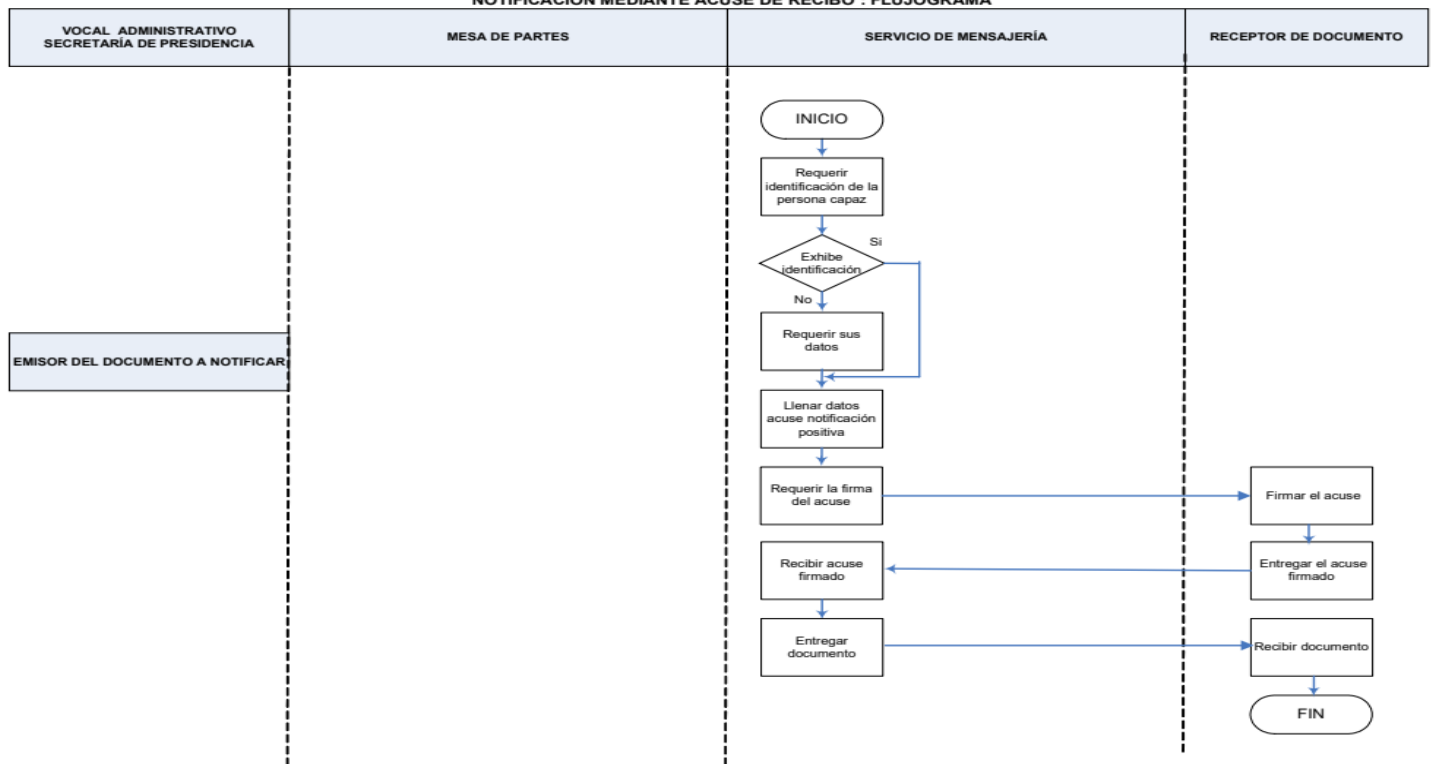 NOTIFICACIÓN MEDIANTE ACUSE DE RECIBO : FLUJOGRAMA
VOCAL ADMINISTRATIVO
SECRETARÍA DE PRESIDENCIA
MESA DE PARTES
SERVICIO DE MENSAJERÍA
RECEPTOR DE DOCUMENTO
INICIO
Requerir
identificación de la
persona capaz
Si
Exhibe
identificación
No
Requerir sus
datos
EMISOR DEL DOCUMENTO A NOTIFICAR
Llenar datos
acuse notificación
positiva
Requerir la firma
del acuse
Firmar el acuse
Recibir acuse
firmado
Entregar el acuse
firmado
Entregar
documento
Recibir documento
FIN